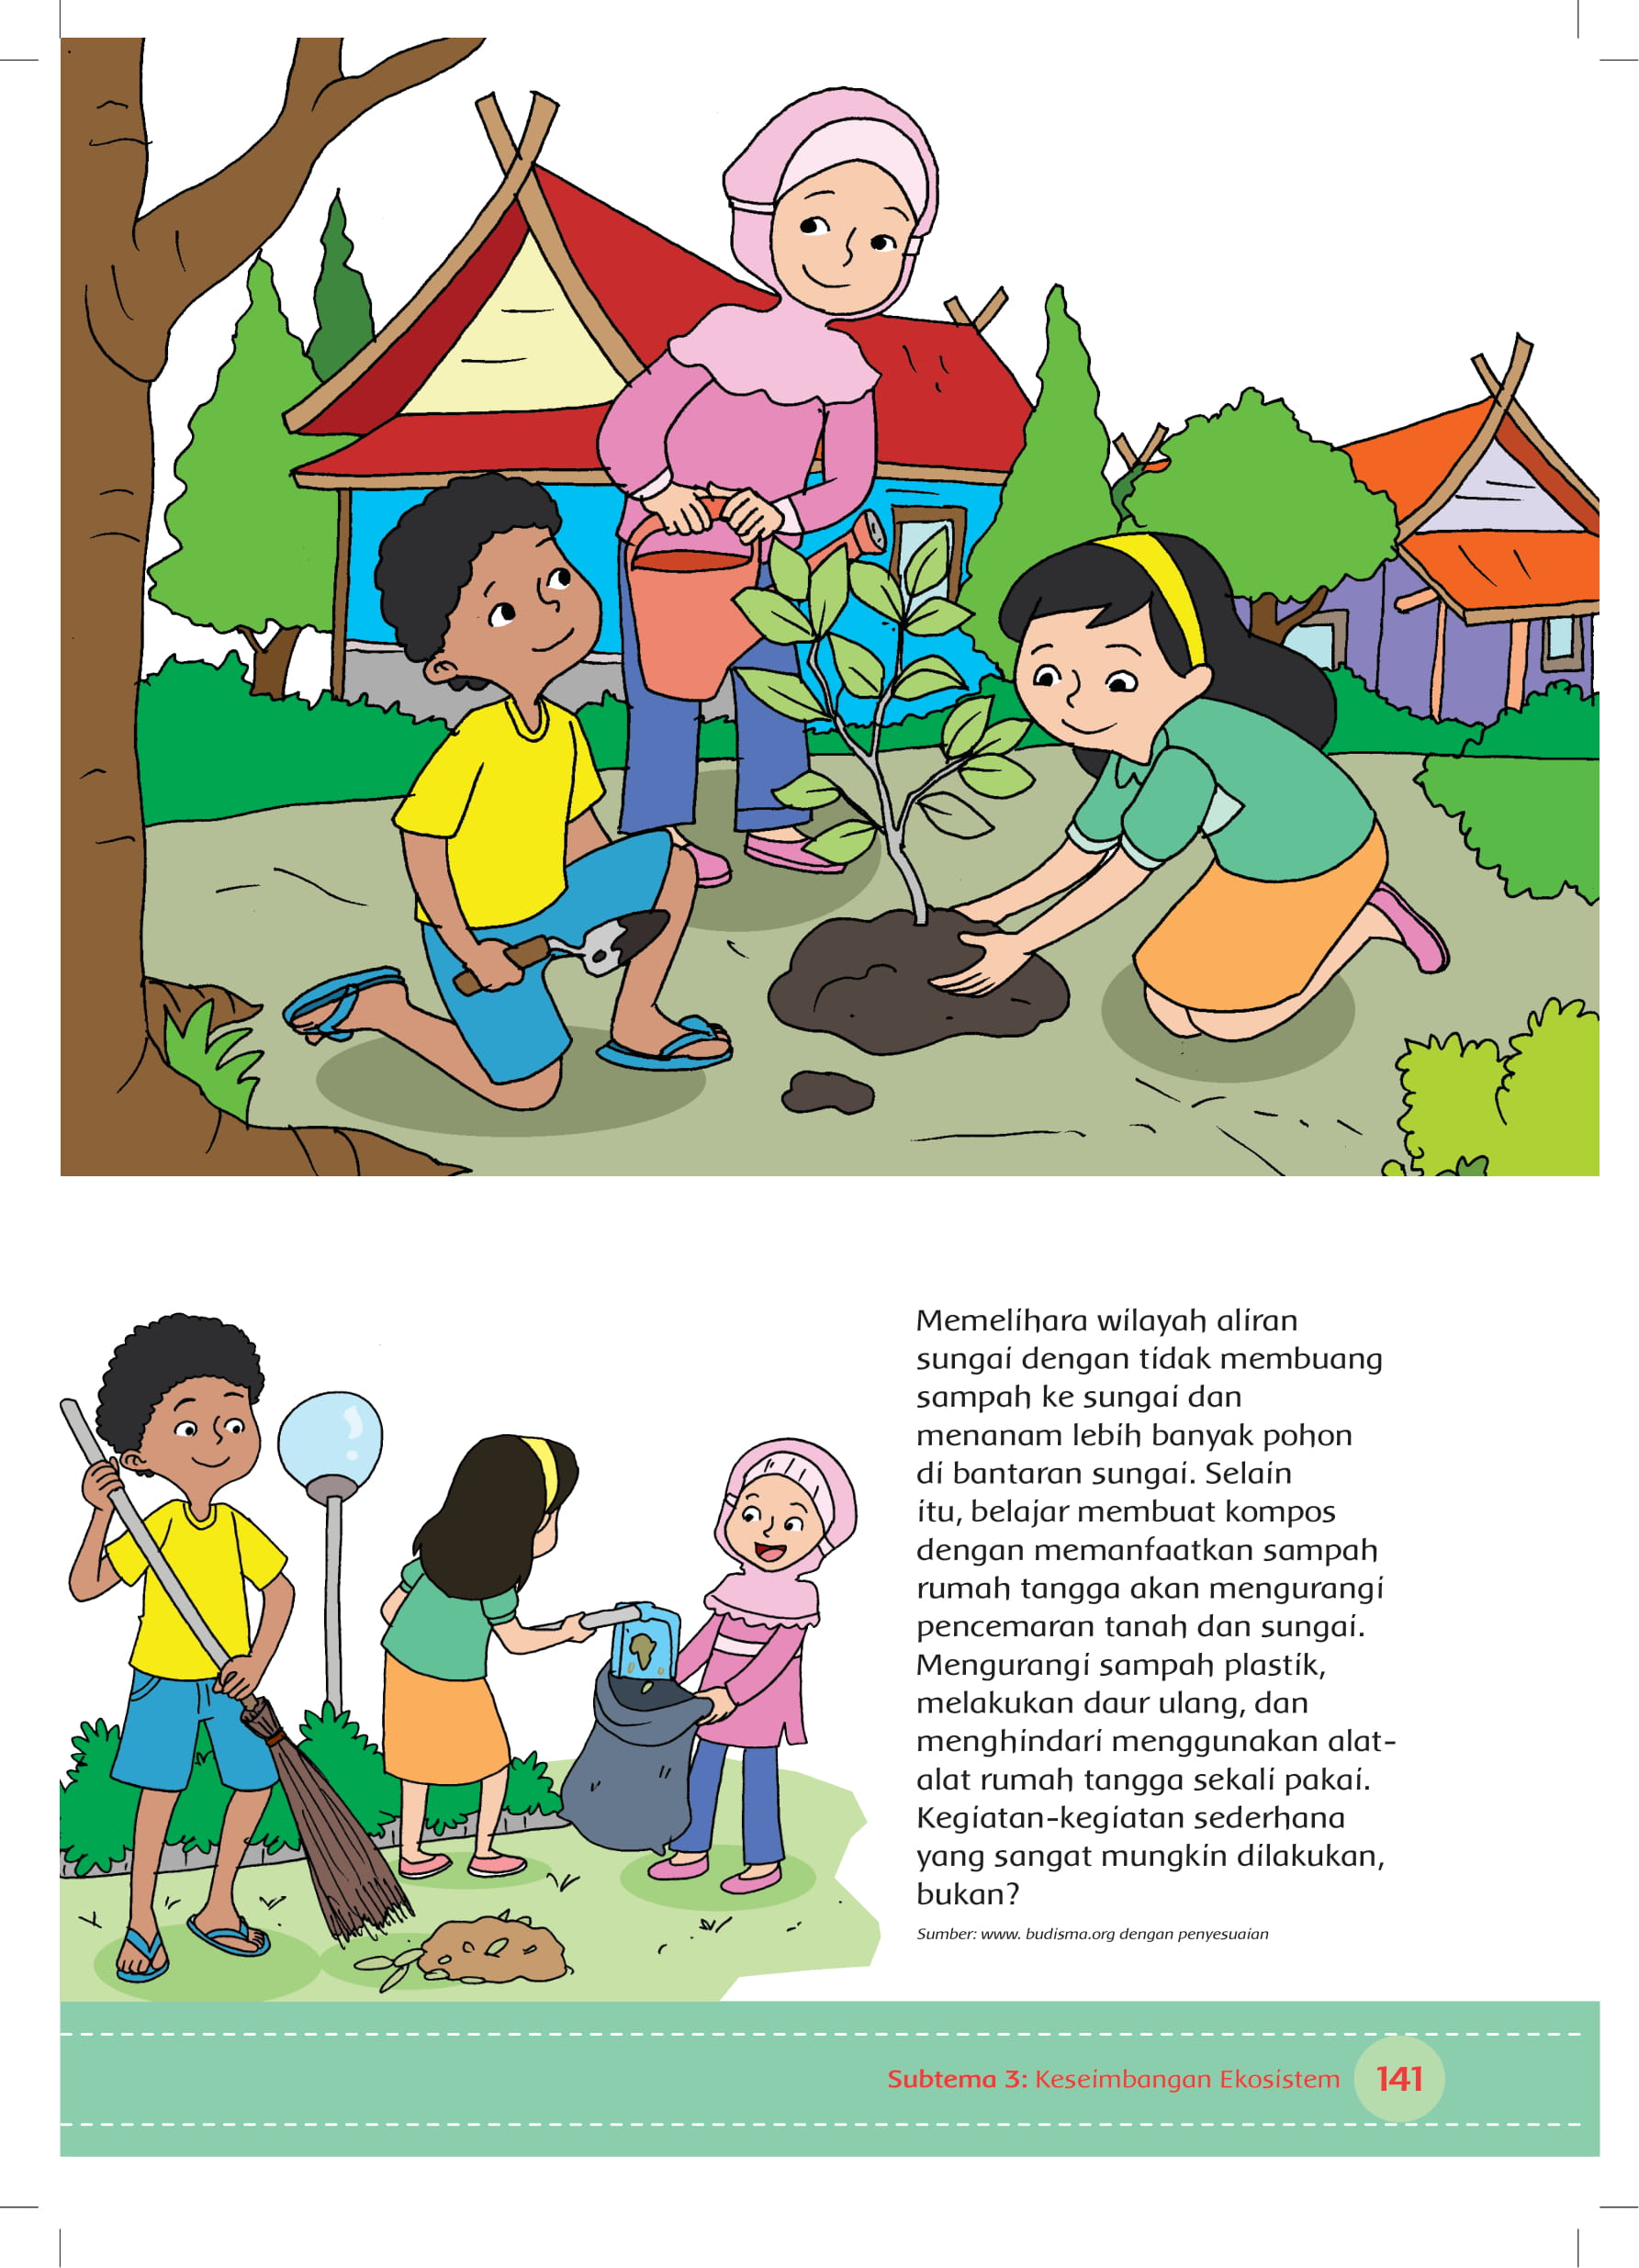 Memelihara wilayah aliran
sungai dengan tidak membuang
sampah ke sungai dan
menanam lebih banyak pohon
di bantaran sungai. Selain
itu, belajar membuat kompos
dengan memanfaatkan sampah
rumah tangga akan mengurangi
pencemaran tanah dan sungai.
Mengurangi sampah plastik,
melakukan daur ulang, dan
menghindari menggunakan alat-
alat rumah tangga sekali pakai.
Kegiatan-kegiatan sederhana
yang sangat mungkin dilakukan,
bukan?
Sumber: www. budisma.org dengan penyesuaian
Subtema 3: Keseimbangan Ekosistem 141